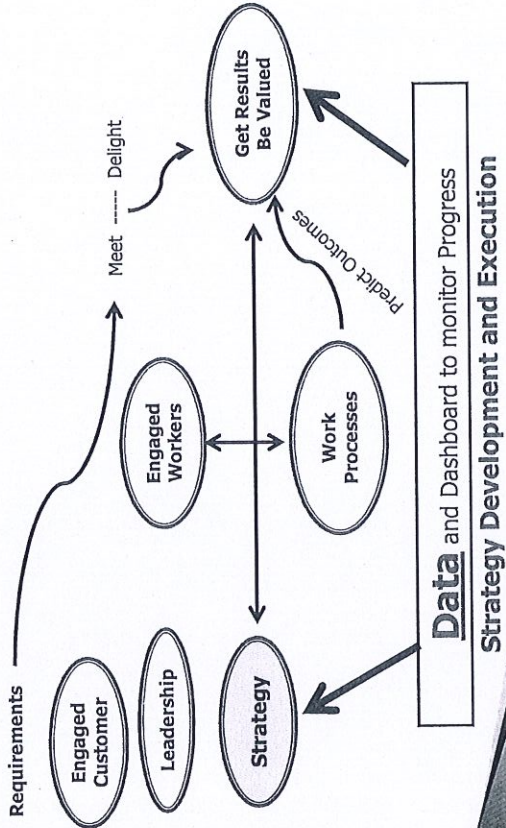 Requirements
Meet ----- Delight
Engaged
Customer
Leadership
Strategy
Engaged
Workers
Work
Processes
Get Results
Be Valued
Predict Outcomes
Data and Dashboard to monitor Progress
Strategy Development and Execution